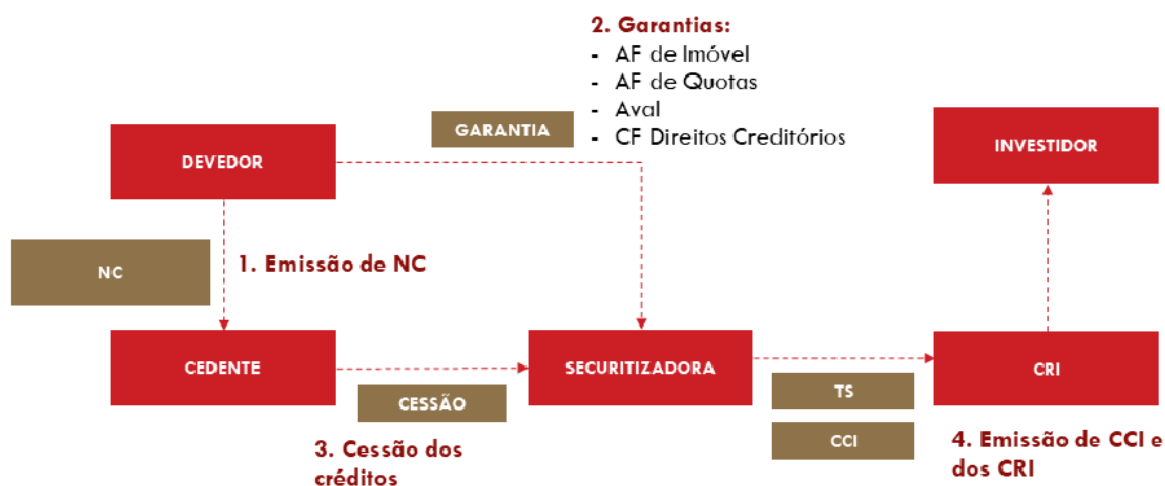 2. Garantias:
- AF de Imóvel
- AF de Quotas
- Aval
- CF Direitos Creditórios
GARANTIA
DEVEDOR
INVESTIDOR
NC
1. Emissão de NC
CEDENTE
SECURITIZADORA
CRI
CESSÃO
TS
CCI
3. Cessão dos
créditos
4. Emissão de CCI e
dos CRI